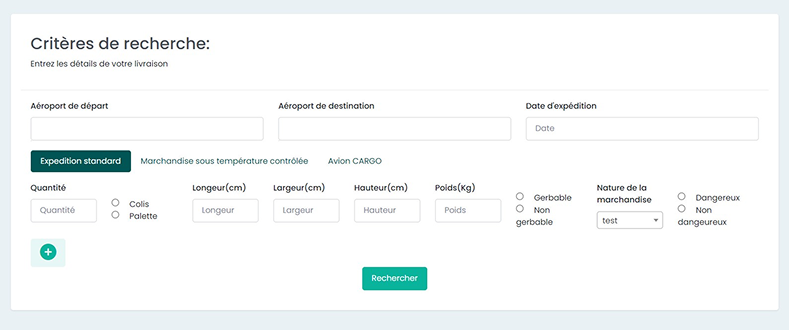 Critères de recherche:
Entrez les détails de votre livraison
Aéroport de départ Aéroport de destination Date d'expédition
Date
Expedition standard Marchandise sous température contrôlée Avion CARGO
Quantité Longeur(cm) Largeur(cm) Hauteur(cm) Poids(Kg) Nature de la marchandise
Quantité Colis Longeur Largeur Hauteur Poids Gerbable test Dangereux
Palette Non gerbable Non dangeureux
+
Rechercher